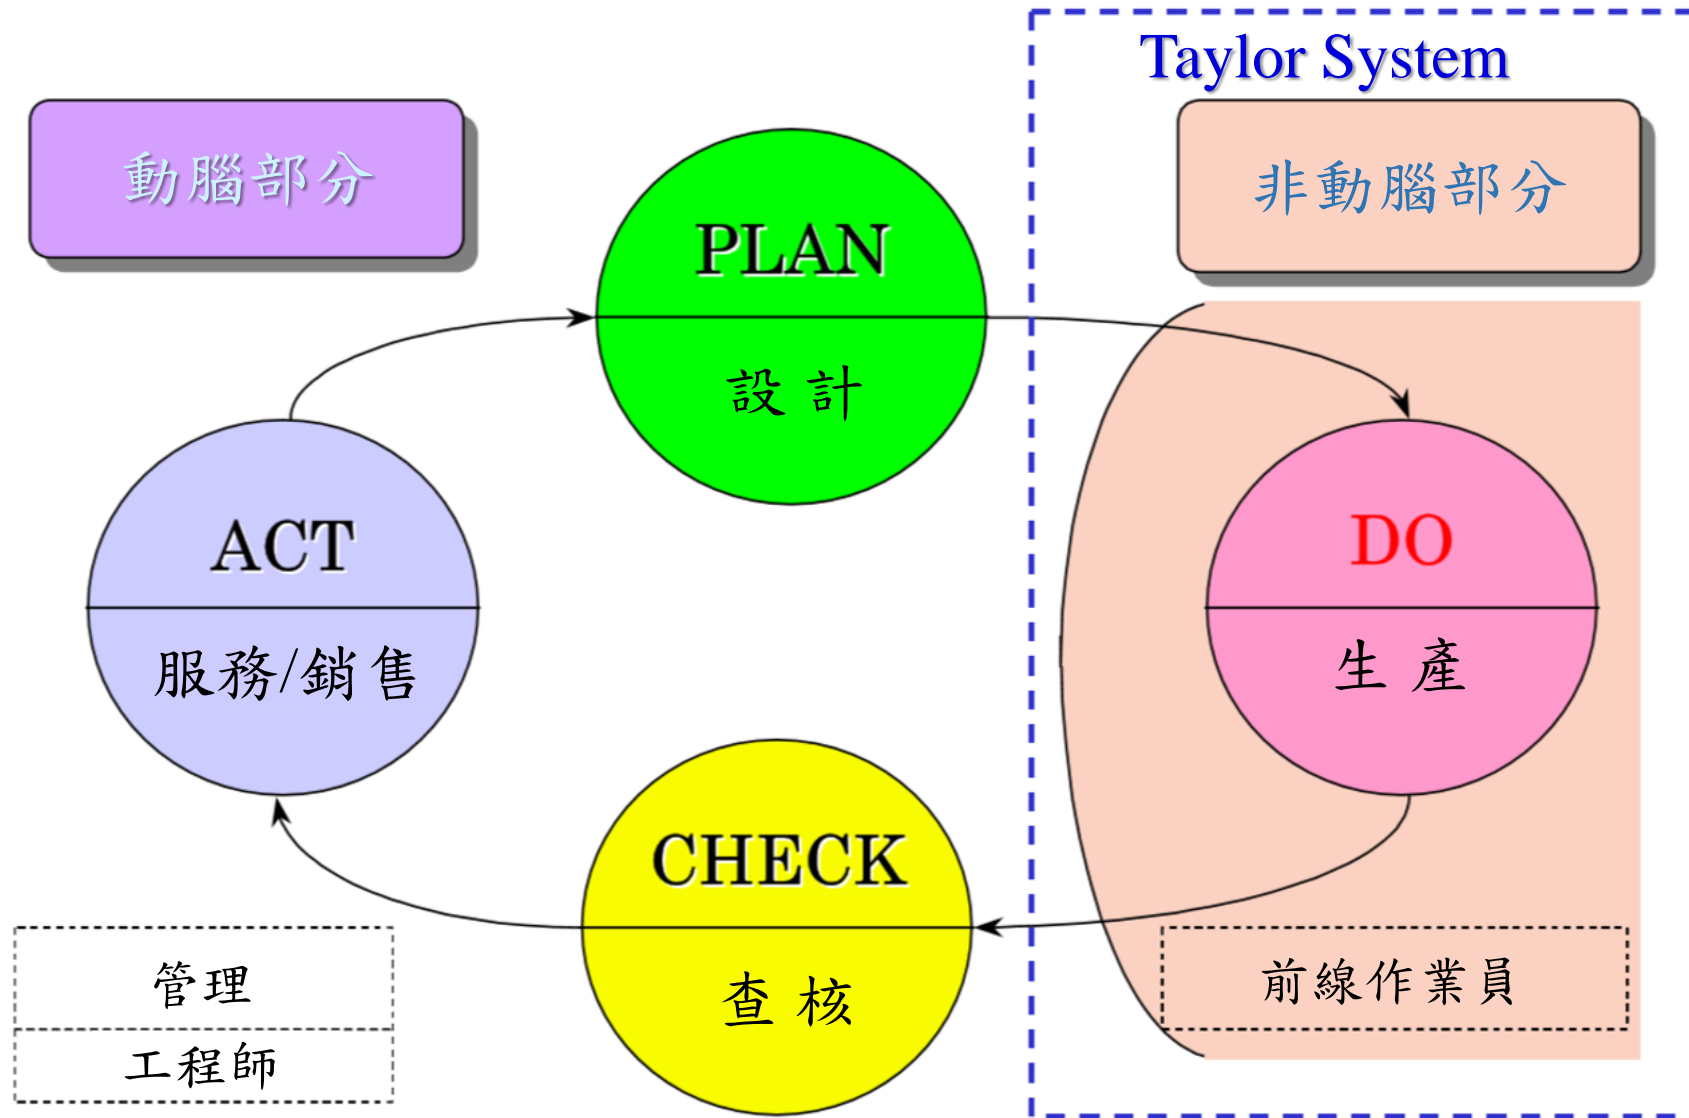 Taylor System
動腦部分
非動腦部分
PLAN
設計
ACT
服務/銷售
DO
生產
CHECK
查核
管理
工程師
前線作業員